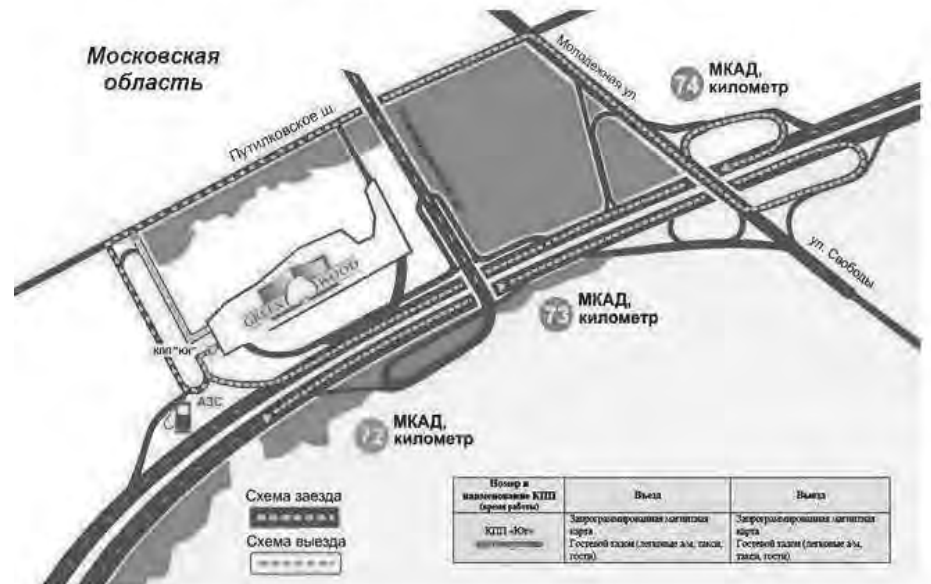 Московская
область
Путилковское ш.
Молодежная ул.
74
МКАД,
километр
GREEN WOOD
ул. Свободы
73
МКАД,
километр
КПП "ЮГ"
АЗС
72
МКАД,
километр
Схема заезда
Схема выезда
Номер и
наименование КПП
(время работы)
Въезд
Выезд
КПП «Юг»
Запрограммированная магнитная
карта
Гостевой талон (легковые а/м, такси,
гости)
Запрограммированная магнитная
карта
Гостевой талон (легковые а/м,
такси, гости)